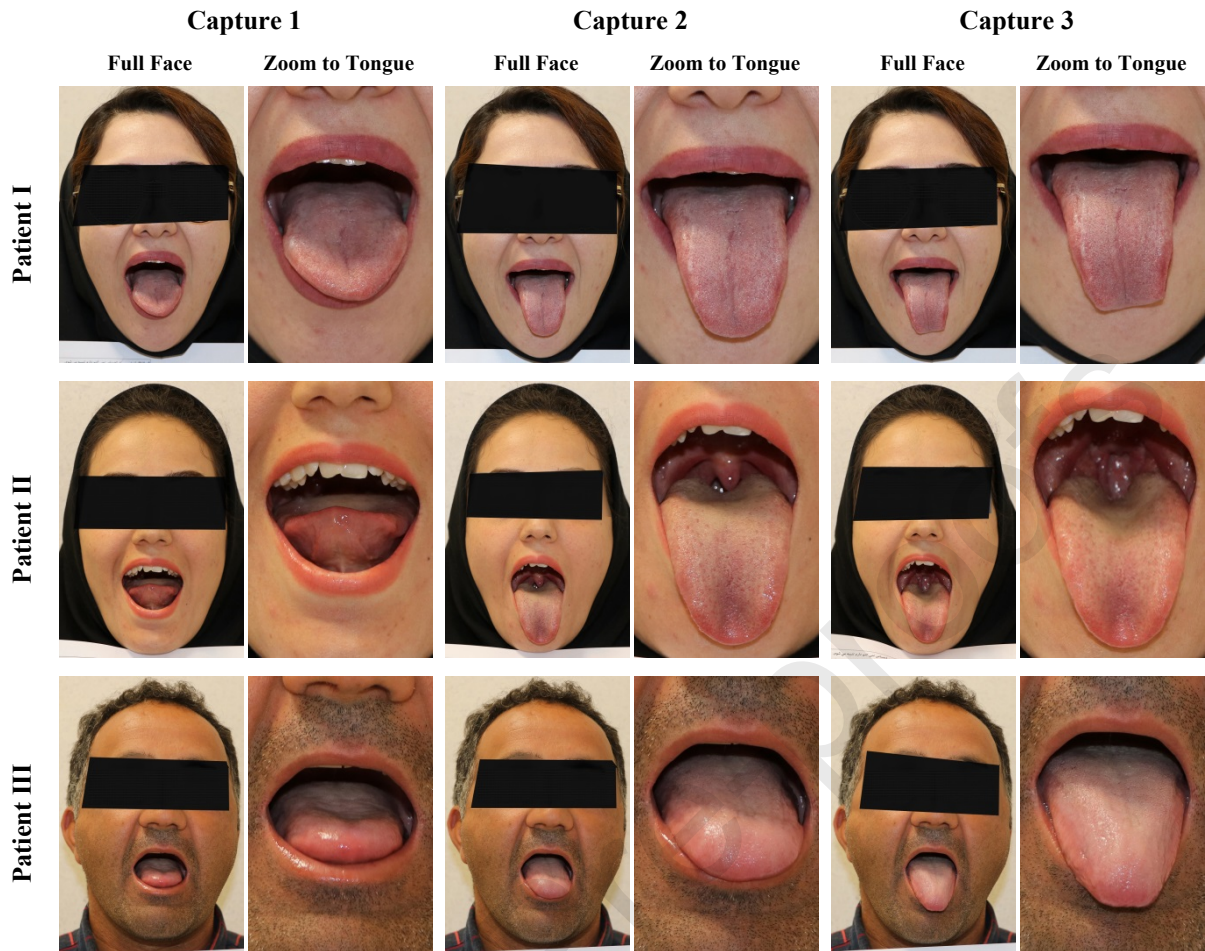 Capture 1 Capture 2 Capture 3
Full Face Zoom to Tongue Full Face Zoom to Tongue Full Face Zoom to Tongue
Patient I
Patient II
Patient III